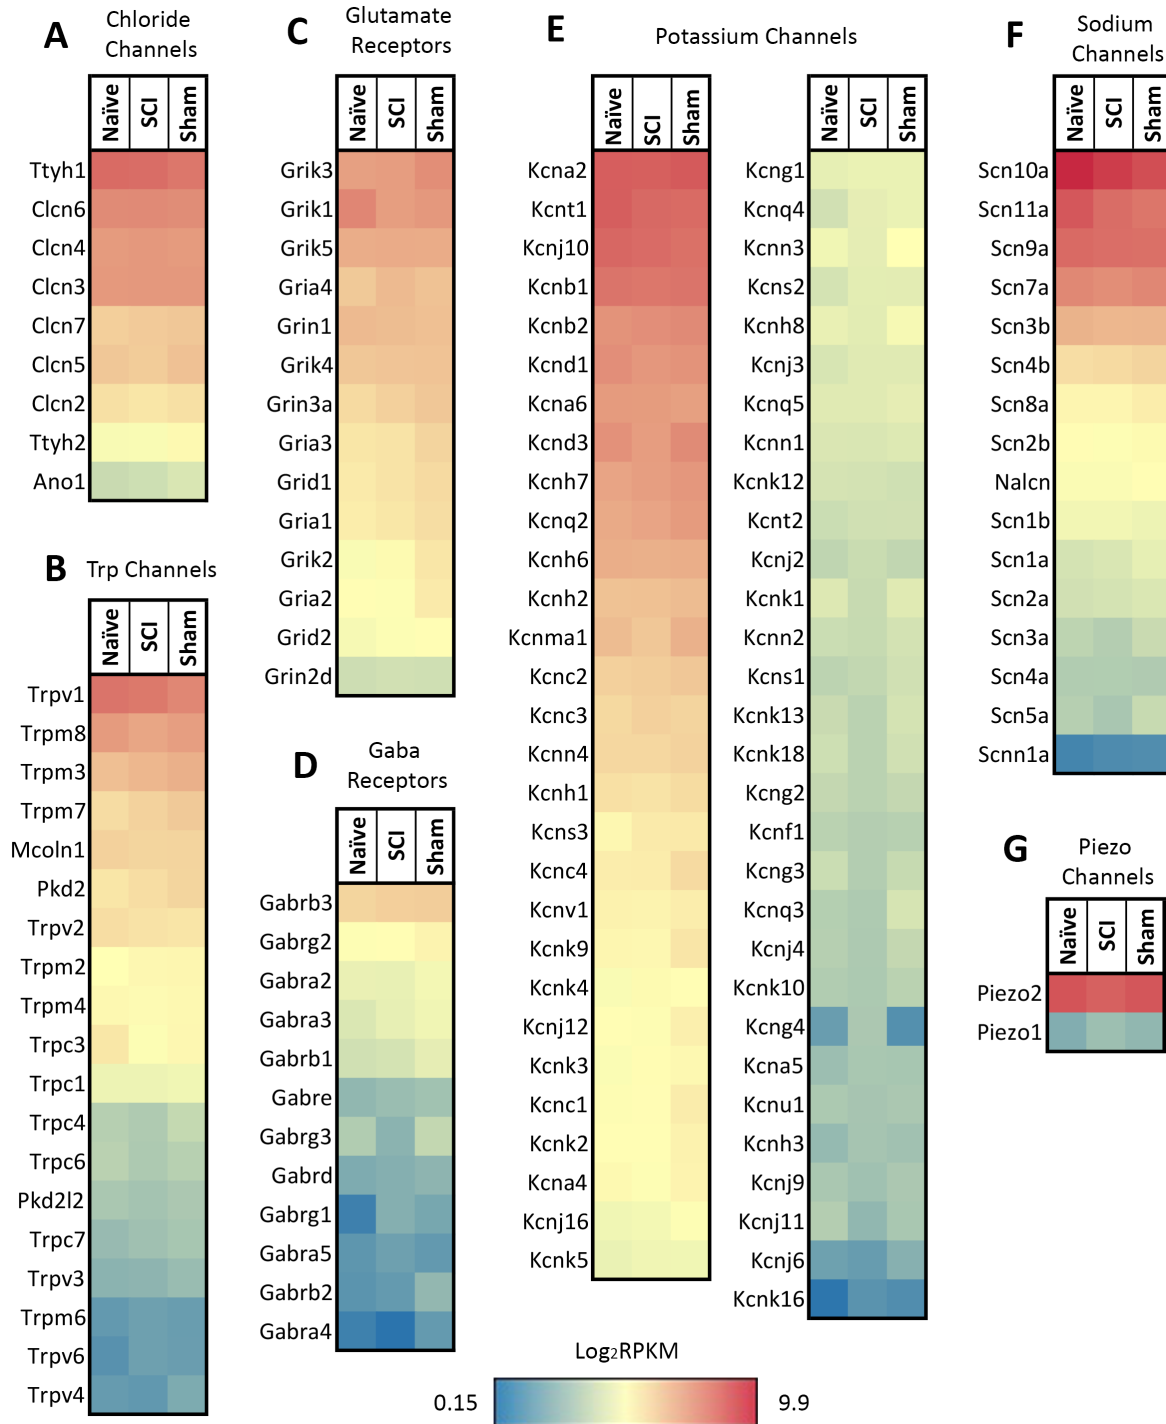 A
Chloride
Channels
Naïve
SCI
Sham
Ttyh1
Clcn6
Clcn4
Clcn3
Clcn7
Clcn5
Clcn2
Ttyh2
Ano1
B
Trp Channels
Naïve
SCI
Sham
Trpv1
Trpm8
Trpm3
Trpm7
Mcoln1
Pkd2
Trpv2
Trpm2
Trpm4
Trpc3
Trpc1
Trpc4
Trpc6
Pkd2l2
Trpc7
Trpv3
Trpm6
Trpv6
Trpv4
C
Glutamate
Receptors
Naïve
SCI
Sham
Grik3
Grik1
Grik5
Gria4
Grin1
Grik4
Grin3a
Gria3
Grid1
Gria1
Grik2
Gria2
Grid2
Grin2d
D
Gaba
Receptors
Naïve
SCI
Sham
Gabrb3
Gabrg2
Gabra2
Gabra3
Gabrb1
Gabre
Gabrg3
Gabrd
Gabrg1
Gabra5
Gabrb2
Gabra4
E
Potassium Channels
Naïve
SCI
Sham
Kcna2
Kcnt1
Kcnj10
Kcnb1
Kcnb2
Kcnd1
Kcna6
Kcnd3
Kcnh7
Kcnq2
Kcnh6
Kcnh2
Kcnma1
Kcnc2
Kcnc3
Kcnn4
Kcnh1
Kcns3
Kcnc4
Kcnv1
Kcnk9
Kcnk4
Kcnj12
Kcnk3
Kcnc1
Kcnk2
Kcna4
Kcnj16
Kcnk5
Naïve
SCI
Sham
Kcng1
Kcnq4
Kcnn3
Kcns2
Kcnh8
Kcnj3
Kcnq5
Kcnn1
Kcnk12
Kcnt2
Kcnj2
Kcnk1
Kcnn2
Kcns1
Kcnk13
Kcnk18
Kcng2
Kcnf1
Kcng3
Kcnq3
Kcnj4
Kcnk10
Kcng4
Kcna5
Kcnu1
Kcnh3
Kcnj9
Kcnj11
Kcnj6
Kcnk16
F
Sodium
Channels
Naïve
SCI
Sham
Scn10a
Scn11a
Scn9a
Scn7a
Scn3b
Scn4b
Scn8a
Scn2b
Nalcn
Scn1b
Scn1a
Scn2a
Scn3a
Scn4a
Scn5a
Scnn1a
G
Piezo
Channels
Naïve
SCI
Sham
Piezo2
Piezo1
Log₂RPKM
0.15
9.9